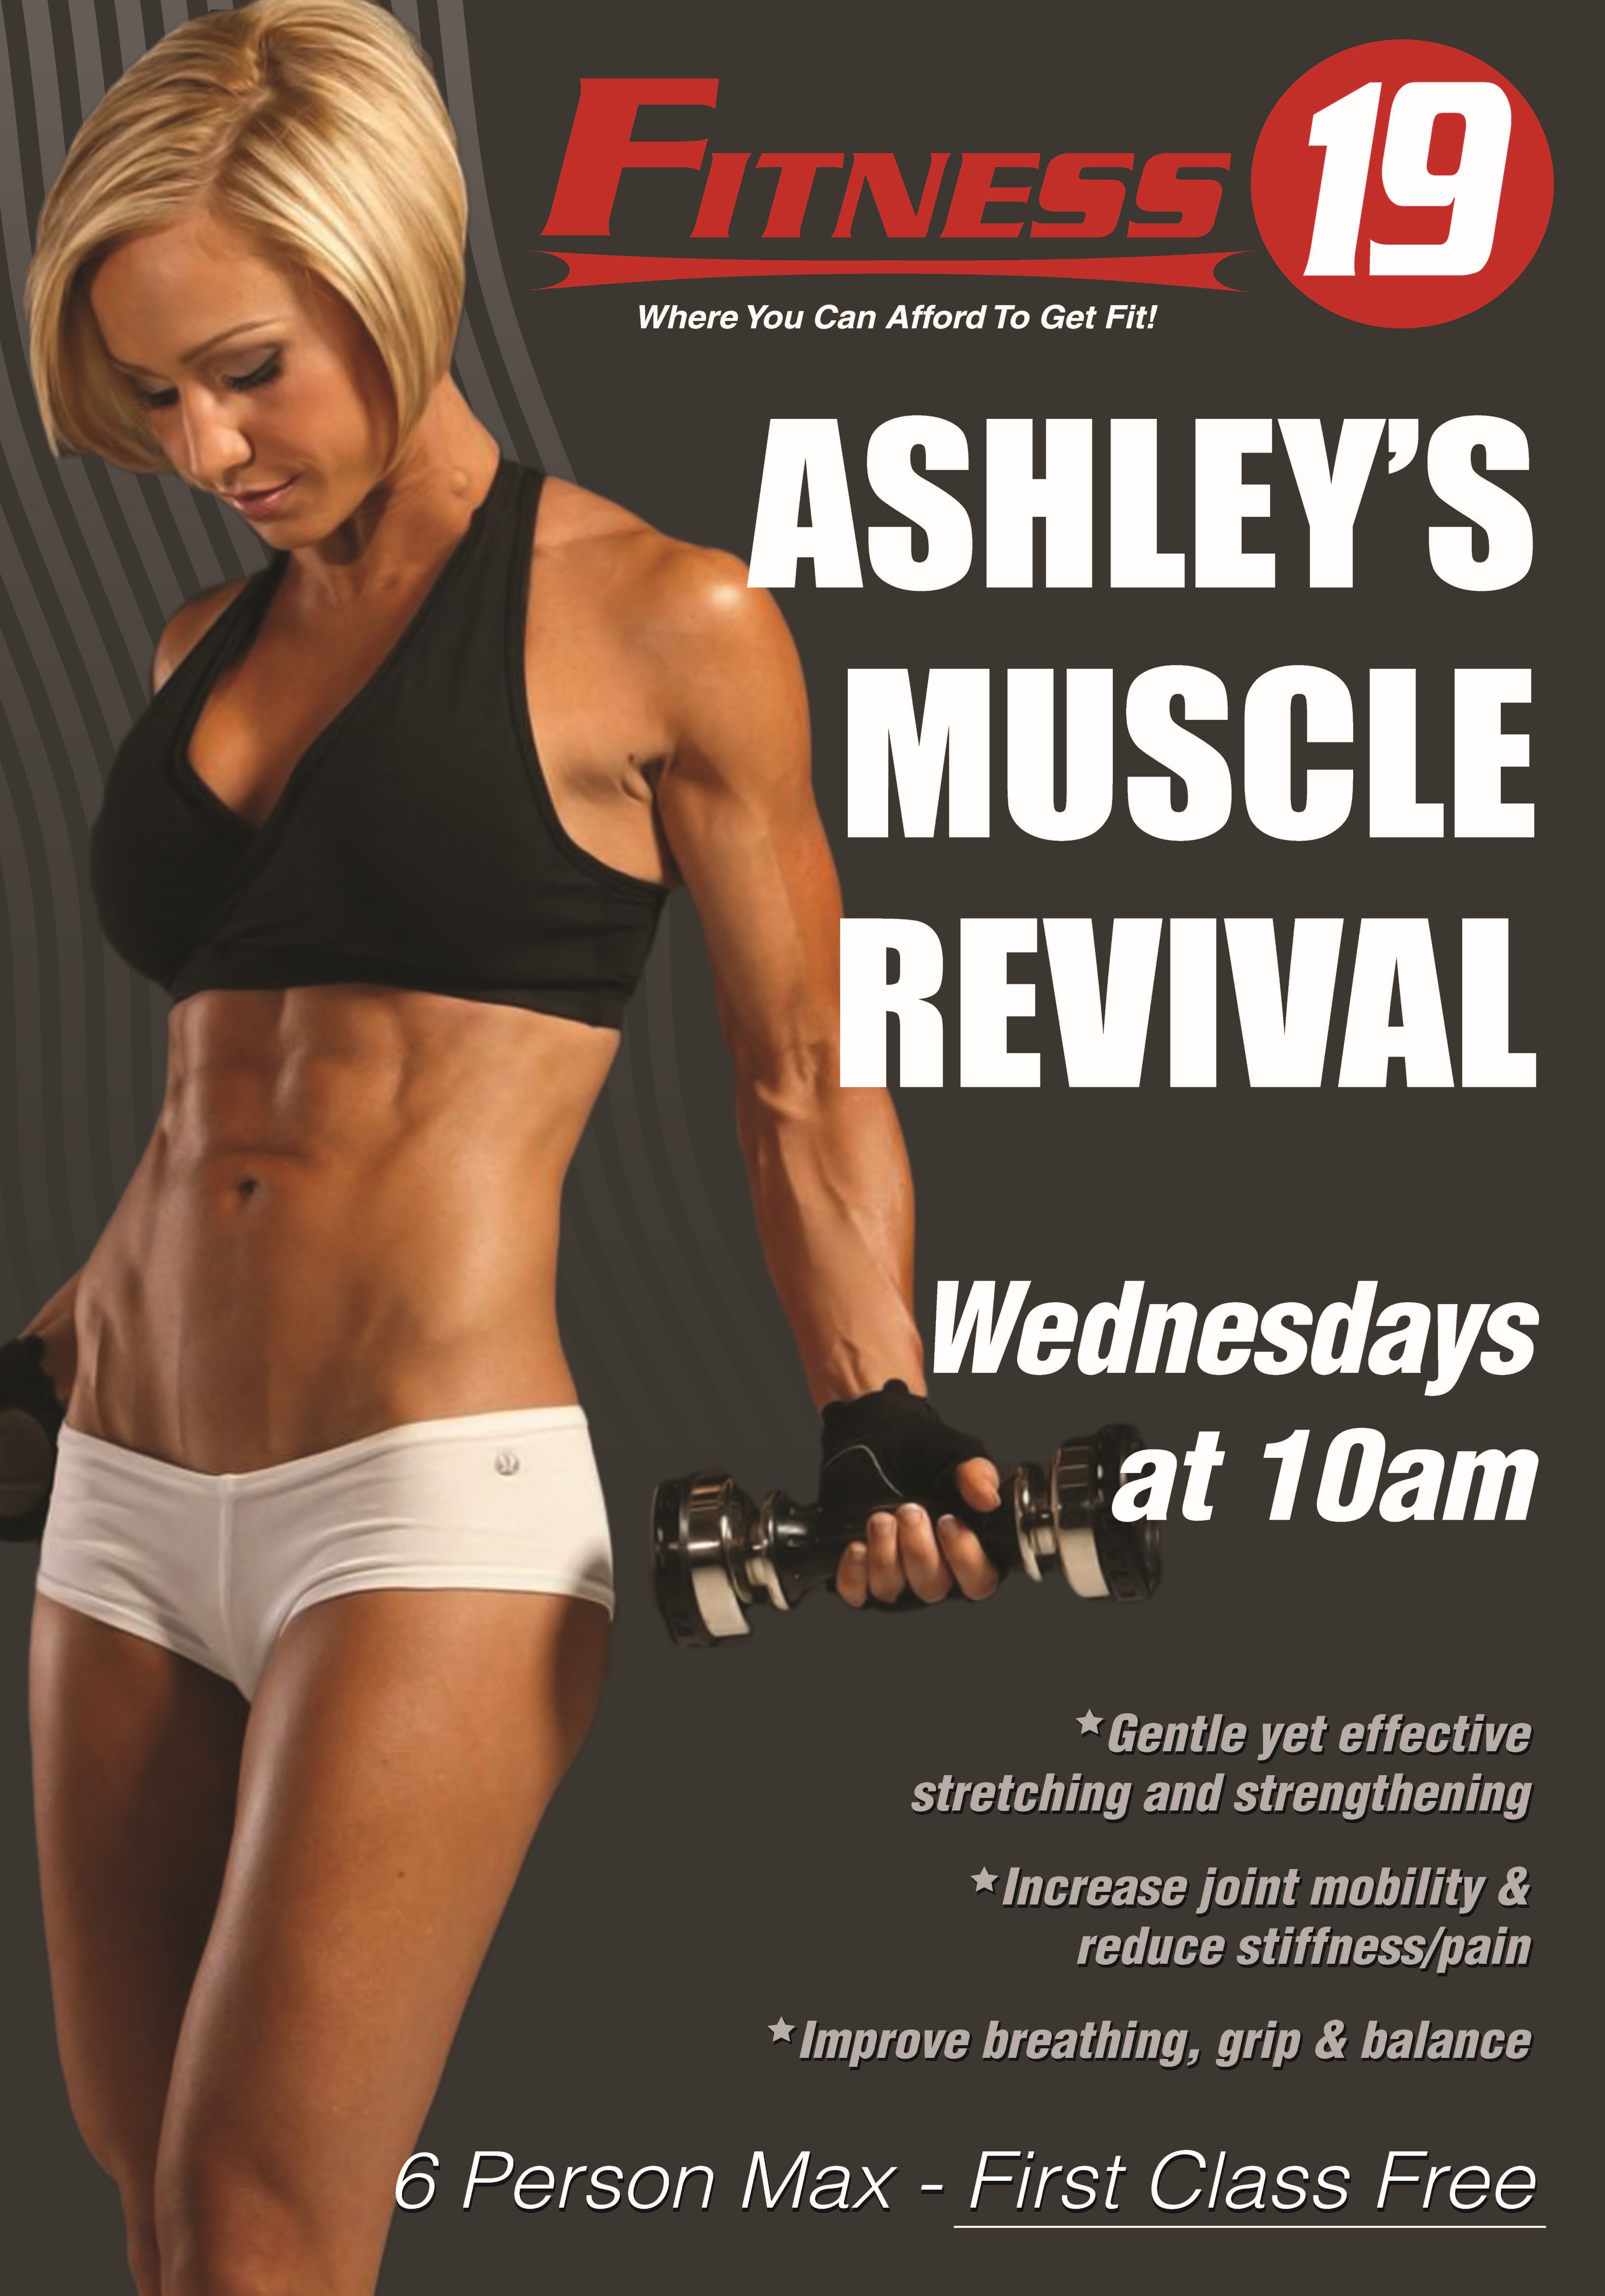 FITNESS 19
Where You Can Afford To Get Fit!
ASHLEY'S
MUSCLE
REVIVAL
Wednesdays
at 10am
★Gentle yet effective
stretching and strengthening
★Increase joint mobility &
reduce stiffness/pain
★Improve breathing, grip & balance
6 Person Max - First Class Free